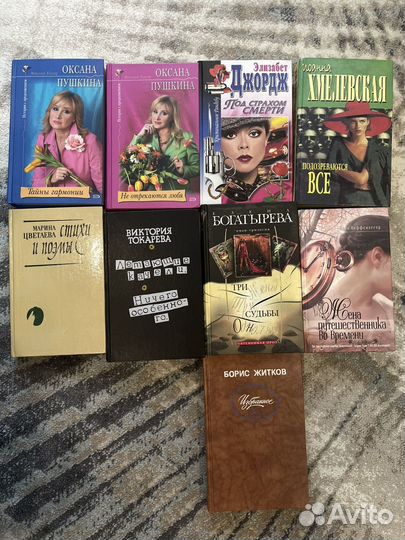 ОКСАНА
ПУШКИНА
Тайны гармонии
ОКСАНА
ПУШКИНА
Не отрекаются любя
Элизабет
Джордж
Под страхом
смерти
Иоанна
ХМЕЛЕВСКАЯ
ПОДОЗРЕВАЮТСЯ
ВСЕ
МАРИНА
ЦВЕТАЕВА
стихи
и поэмы
ВИКТОРИЯ
ТОКАРЕВА
Летающие
качели.
Ничего
особенно-
го.
БОГАТЫРЕВА
ТРИ
СУДЬБЫ
Жена
путешественника
во времени
БОРИС ЖИТКОВ
Избранное
Avito